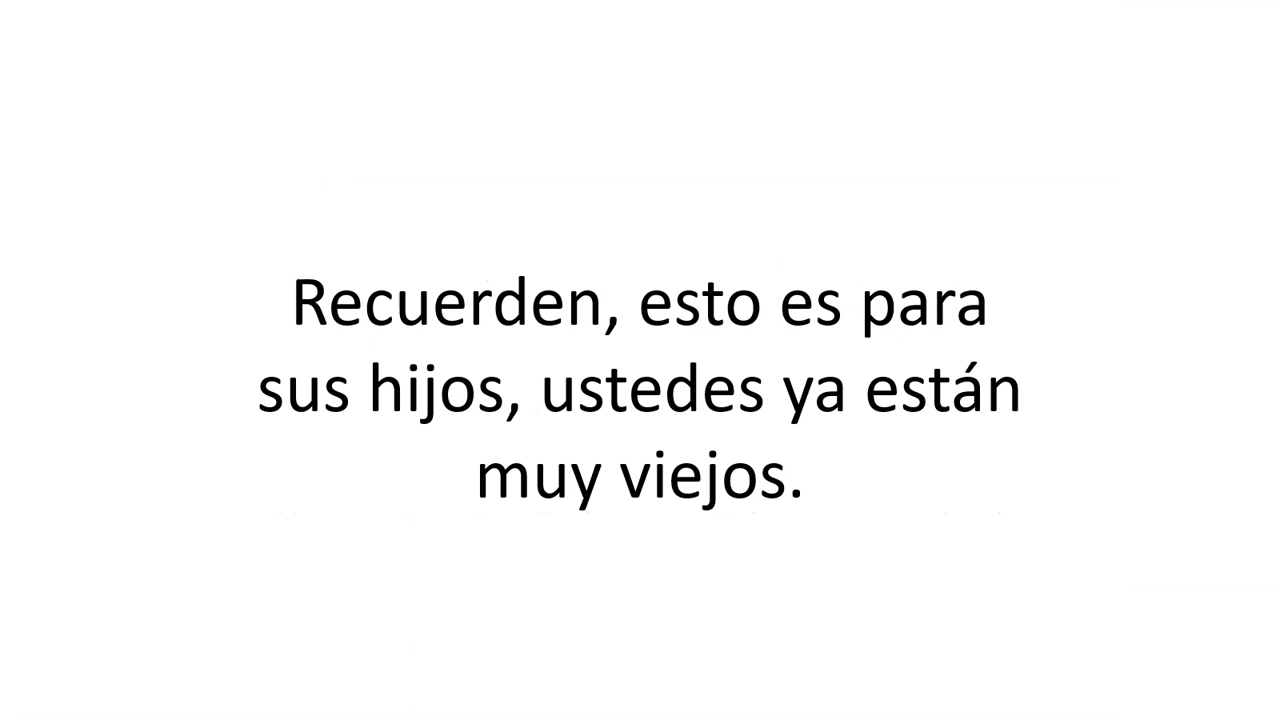 Recuerden, esto es para
sus hijos, ustedes ya están
muy viejos.